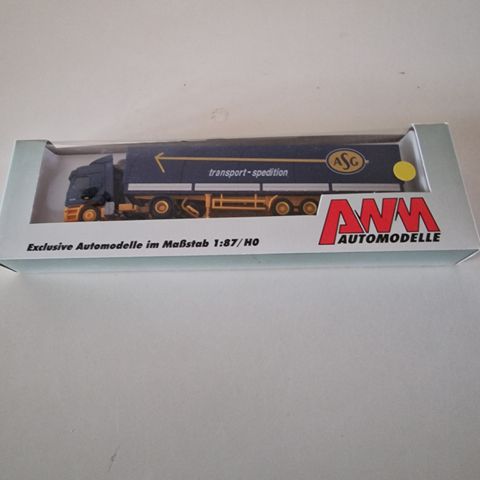 ASG
transport-spedition
AWM
AUTOMODELLE
Exclusive Automodelle im Maßstab 1:87/H0